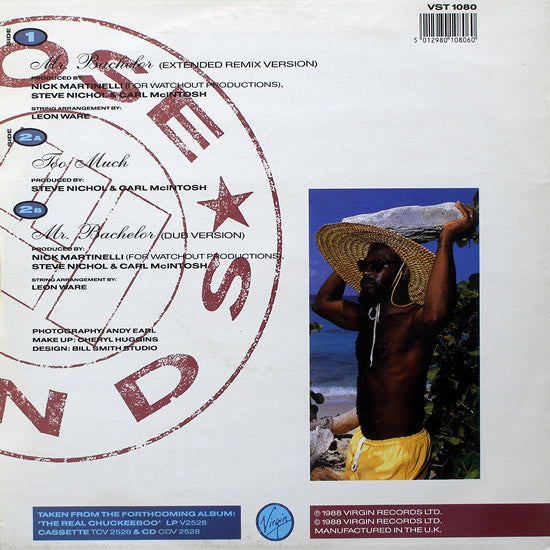 VST 1080
5 012980 108060
SIDE 1
Mr. Bachelor (EXTENDED REMIX VERSION)
PRODUCED BY:
NICK MARTINELLI (FOR WATCHOUT PRODUCTIONS),
STEVE NICHOL & CARL McINTOSH
STRING ARRANGEMENT BY:
LEON WARE
SIDE 2A
Too Much
PRODUCED BY:
STEVE NICHOL & CARL McINTOSH
2B
Mr. Bachelor (DUB VERSION)
PRODUCED BY:
NICK MARTINELLI (FOR WATCHOUT PRODUCTIONS),
STEVE NICHOL & CARL McINTOSH.
STRING ARRANGEMENT BY:
LEON WARE
PHOTOGRAPHY: ANDY EARL
MAKE UP: CHERYL HUGGINS
DESIGN: BILL SMITH STUDIO
OOSE ★ ENDS
TAKEN FROM THE FORTHCOMING ALBUM:
'THE REAL CHUCKEEBOO' LP V2528
CASSETTE TCV 2528 & CD CDV 2528
Virgin
℗ 1988 VIRGIN RECORDS LTD.
© 1988 VIRGIN RECORDS LTD.
MANUFACTURED IN THE U.K.